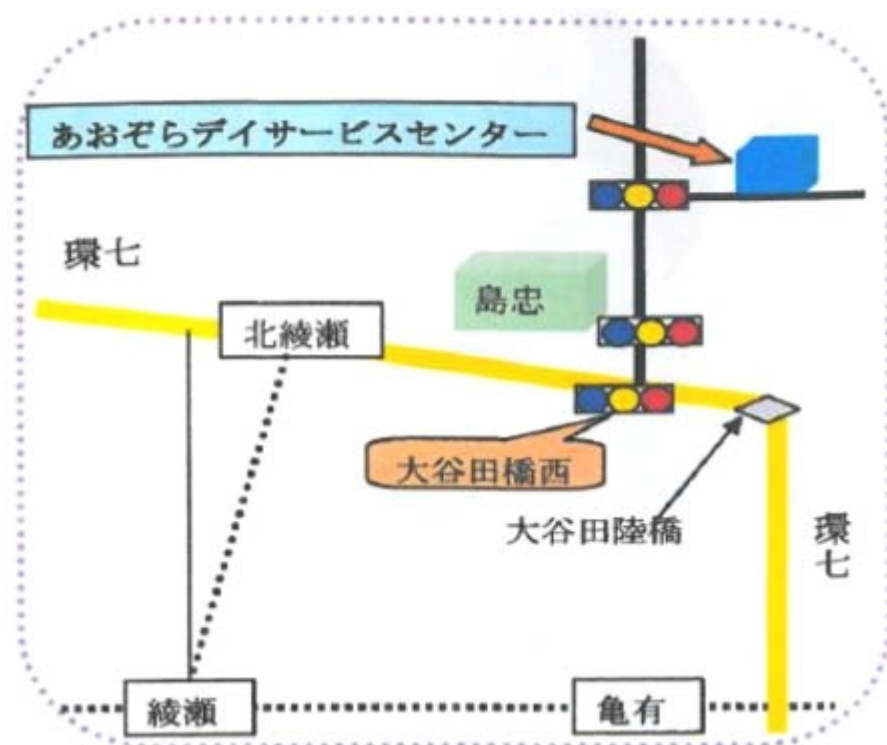 あおぞらデイサービスセンター
環七
島忠
北綾瀬
大谷田橋西
大谷田陸橋
環七
綾瀬
亀有